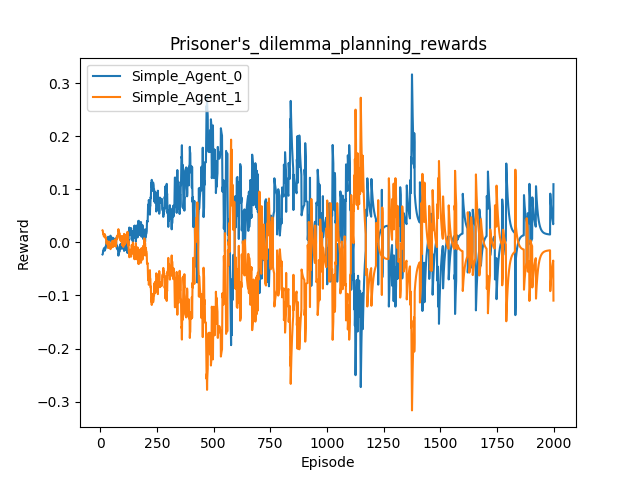 Prisoner's_dilemma_planning_rewards
Simple_Agent_0
Simple_Agent_1
Reward
0.3
0.2
0.1
0.0
−0.1
−0.2
−0.3
0 250 500 750 1000 1250 1500 1750 2000
Episode